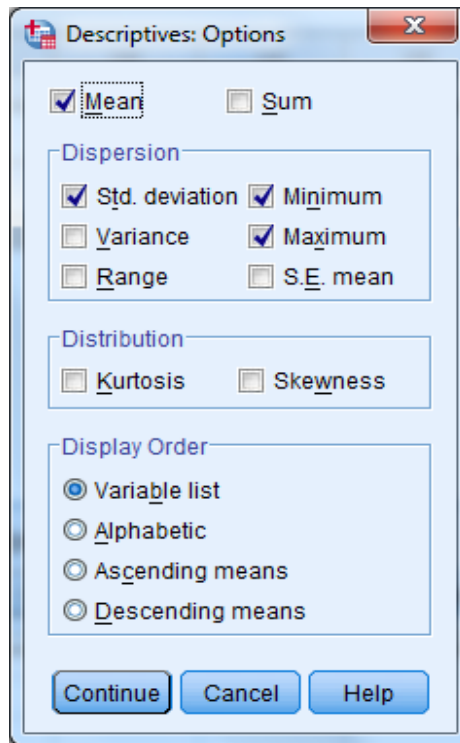 Descriptives: Options
Mean Sum
Dispersion
Std. deviation Minimum
Variance Maximum
Range S.E. mean
Distribution
Kurtosis Skewness
Display Order
Variable list
Alphabetic
Ascending means
Descending means
Continue Cancel Help